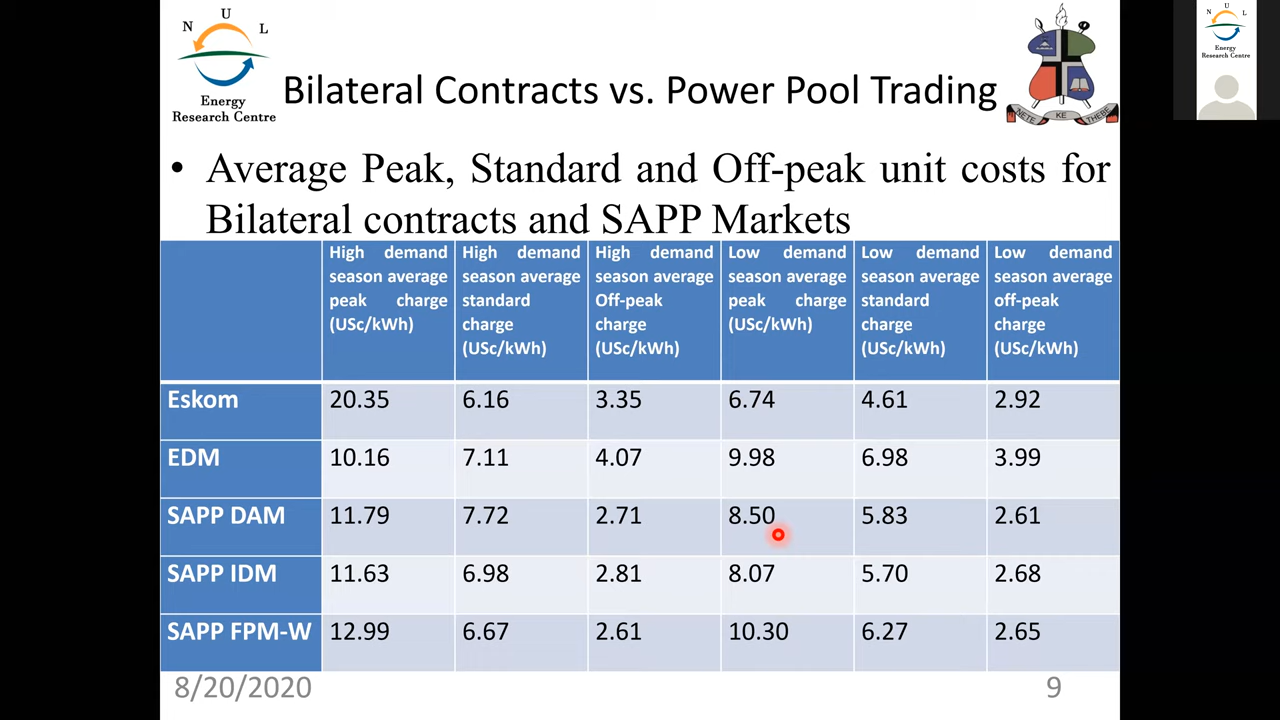 N U L
Energy
Research Centre
Bilateral Contracts vs. Power Pool Trading
NETE KE THEBE
N U L
Energy
Research Centre
• Average Peak, Standard and Off-peak unit costs for
Bilateral contracts and SAPP Markets
High demand season average peak charge (USc/kWh)
High demand season average standard charge (USc/kWh)
High demand season average Off-peak charge (USc/kWh)
Low demand season average peak charge (USc/kWh)
Low demand season average standard charge (USc/kWh)
Low demand season average off-peak charge (USc/kWh)
Eskom 20.35 6.16 3.35 6.74 4.61 2.92
EDM 10.16 7.11 4.07 9.98 6.98 3.99
SAPP DAM 11.79 7.72 2.71 8.50 5.83 2.61
SAPP IDM 11.63 6.98 2.81 8.07 5.70 2.68
SAPP FPM-W 12.99 6.67 2.61 10.30 6.27 2.65
8/20/2020
9